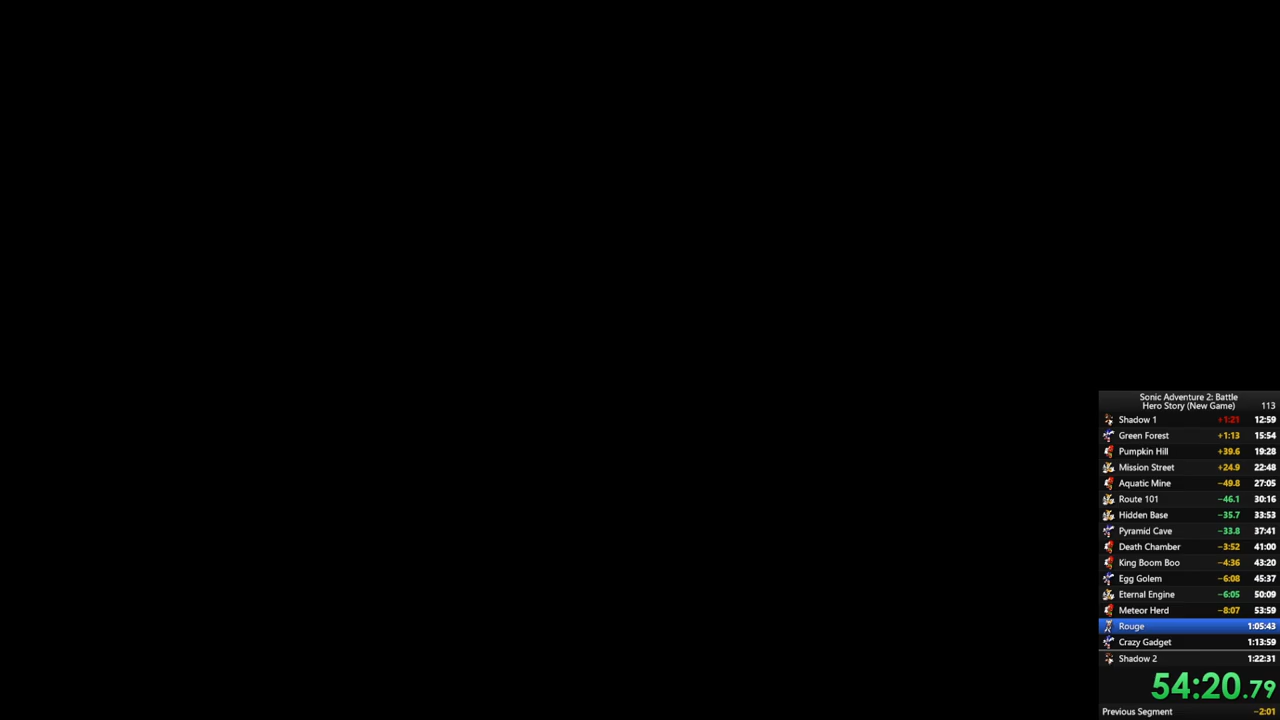 Sonic Adventure 2: Battle
Hero Story (New Game) 113
Shadow 1 +1:21 12:59
Green Forest +1:13 15:54
Pumpkin Hill +39.6 19:28
Mission Street +24.9 22:48
Aquatic Mine −49.8 27:05
Route 101 −46.1 30:16
Hidden Base −35.7 33:53
Pyramid Cave −33.8 37:41
Death Chamber −3:52 41:00
King Boom Boo −4:36 43:20
Egg Golem −6:08 45:37
Eternal Engine −6:05 50:09
Meteor Herd −8:07 53:59
Rouge 1:05:43
Crazy Gadget 1:13:59
Shadow 2 1:22:31
54:20.79
Previous Segment −2:01